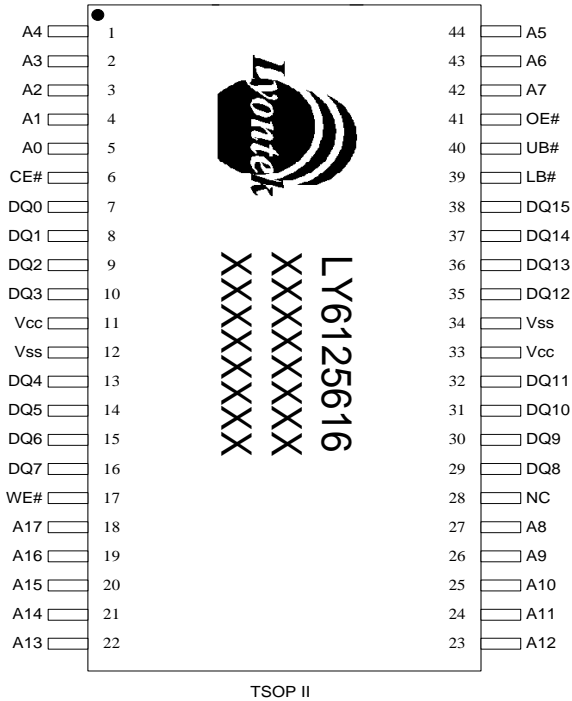 A4 1 44 A5
A3 2 43 A6
A2 3 42 A7
A1 4 41 OE#
A0 5 40 UB#
CE# 6 39 LB#
DQ0 7 38 DQ15
DQ1 8 37 DQ14
DQ2 9 36 DQ13
DQ3 10 35 DQ12
Vcc 11 34 Vss
Vss 12 33 Vcc
DQ4 13 32 DQ11
DQ5 14 31 DQ10
DQ6 15 30 DQ9
DQ7 16 29 DQ8
WE# 17 28 NC
A17 18 27 A8
A16 19 26 A9
A15 20 25 A10
A14 21 24 A11
A13 22 23 A12
Lyontek
LY6125616
XXXXXXXX
XXXXXXXX
TSOP II